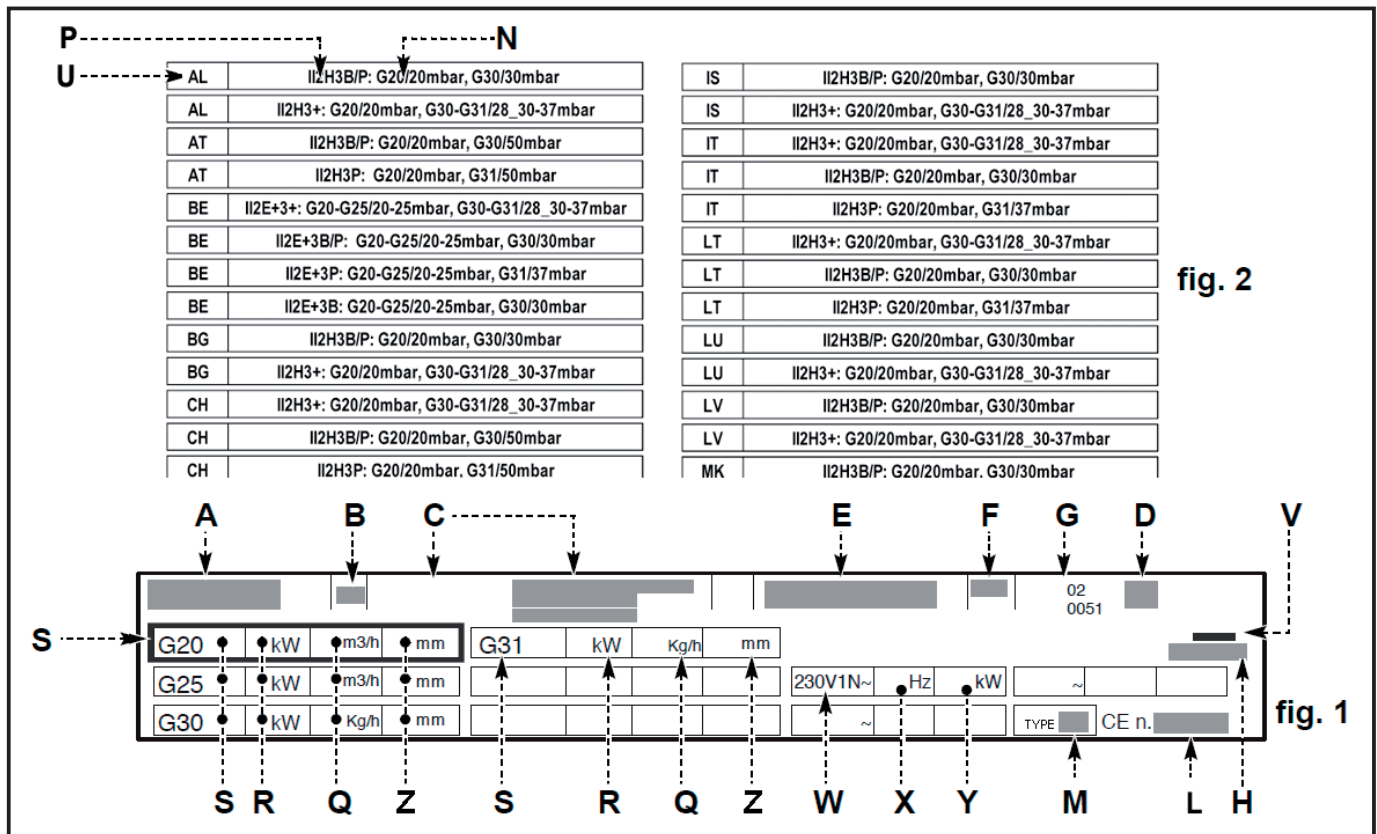 P N
U
AL II2H3B/P: G20/20mbar, G30/30mbar
AL II2H3+: G20/20mbar, G30-G31/28_30-37mbar
AT II2H3B/P: G20/20mbar, G30/50mbar
AT II2H3P: G20/20mbar, G31/50mbar
BE II2E+3+: G20-G25/20-25mbar, G30-G31/28_30-37mbar
BE II2E+3B/P: G20-G25/20-25mbar, G30/30mbar
BE II2E+3P: G20-G25/20-25mbar, G31/37mbar
BE II2E+3B: G20-G25/20-25mbar, G30/30mbar
BG II2H3B/P: G20/20mbar, G30/30mbar
BG II2H3+: G20/20mbar, G30-G31/28_30-37mbar
CH II2H3+: G20/20mbar, G30-G31/28_30-37mbar
CH II2H3B/P: G20/20mbar, G30/50mbar
CH II2H3P: G20/20mbar, G31/50mbar
IS II2H3B/P: G20/20mbar, G30/30mbar
IS II2H3+: G20/20mbar, G30-G31/28_30-37mbar
IT II2H3+: G20/20mbar, G30-G31/28_30-37mbar
IT II2H3B/P: G20/20mbar, G30/30mbar
IT II2H3P: G20/20mbar, G31/37mbar
LT II2H3+: G20/20mbar, G30-G31/28_30-37mbar
LT II2H3B/P: G20/20mbar, G30/30mbar
LT II2H3P: G20/20mbar, G31/37mbar
LU II2H3B/P: G20/20mbar, G30/30mbar
LU II2H3+: G20/20mbar, G30-G31/28_30-37mbar
LV II2H3B/P: G20/20mbar, G30/30mbar
LV II2H3+: G20/20mbar, G30-G31/28_30-37mbar
MK II2H3B/P: G20/20mbar, G30/30mbar
fig. 2
A B C E F G D V
02
0051
S
G20 kW m3/h mm G31 kW Kg/h mm
G25 kW m3/h mm 230V1N~ Hz kW ~
G30 kW Kg/h mm ~ TYPE CE n.
fig. 1
S R Q Z S R Q Z W X Y M L H